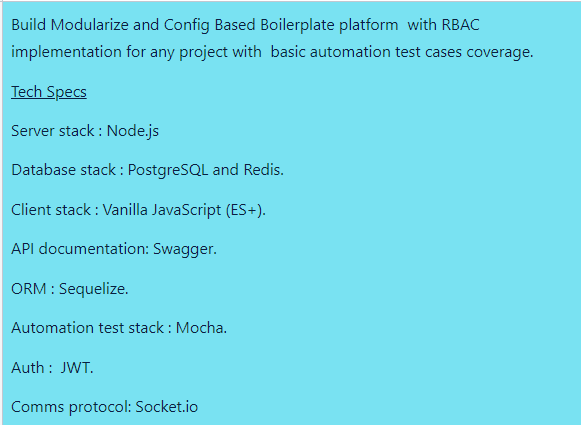 Build Modularize and Config Based Boilerplate platform  with RBAC
implementation for any project with  basic automation test cases coverage.
Tech Specs
Server stack : Node.js
Database stack : PostgreSQL and Redis.
Client stack : Vanilla JavaScript (ES+).
API documentation: Swagger.
ORM : Sequelize.
Automation test stack : Mocha.
Auth :  JWT.
Comms protocol: Socket.io